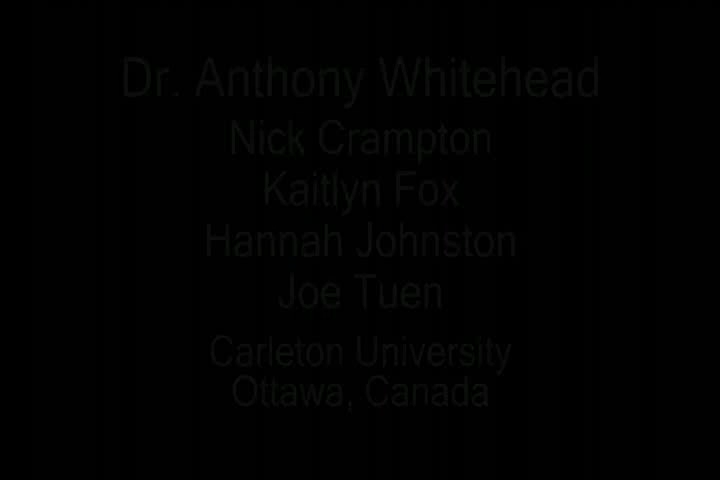 Dr. Anthony Whitehead
Nick Crampton
Kaitlyn Fox
Hannah Johnston
Joe Tuen
Carleton University
Ottawa, Canada